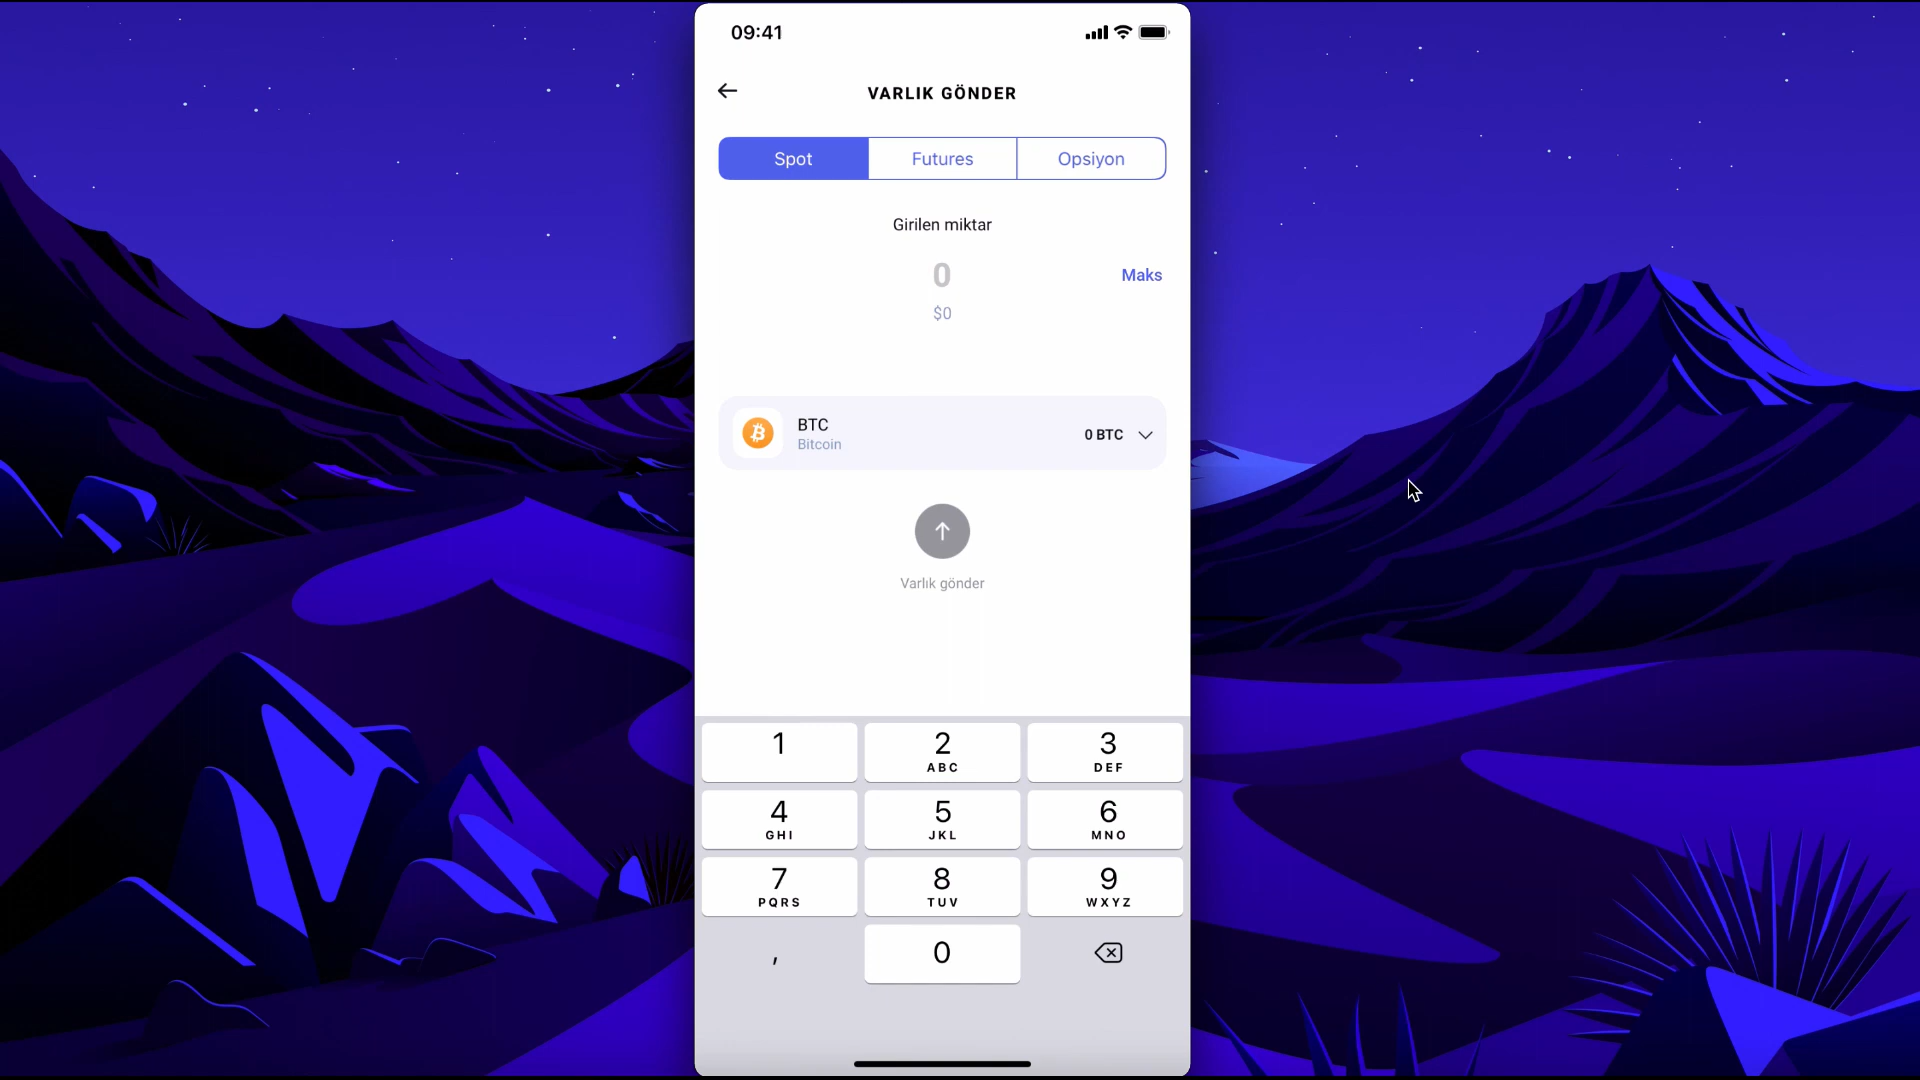 09:41
VARLIK GÖNDER
Spot Futures Opsiyon
Girilen miktar
0 Maks
$0
BTC
Bitcoin
0 BTC
Varlık gönder
1 2 3
ABC DEF
4 5 6
GHI JKL MNO
7 8 9
PQRS TUV WXYZ
, 0